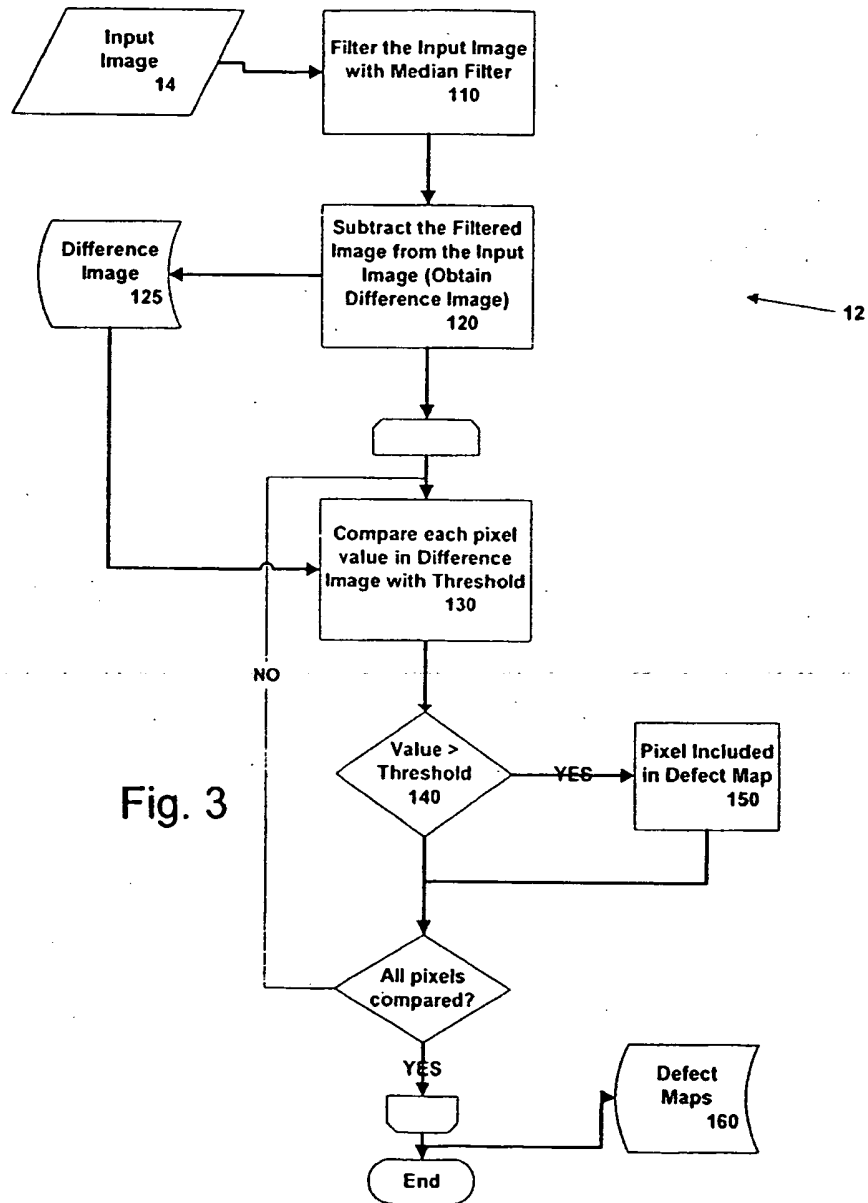 Input
Image
14
Filter the Input Image
with Median Filter
110
Difference
Image
125
Subtract the Filtered
Image from the Input
Image (Obtain
Difference Image)
120
12
Compare each pixel
value in Difference
Image with Threshold
130
NO
Value >
Threshold
140
YES
Pixel Included
in Defect Map
150
Fig. 3
All pixels
compared?
YES
Defect
Maps
160
End